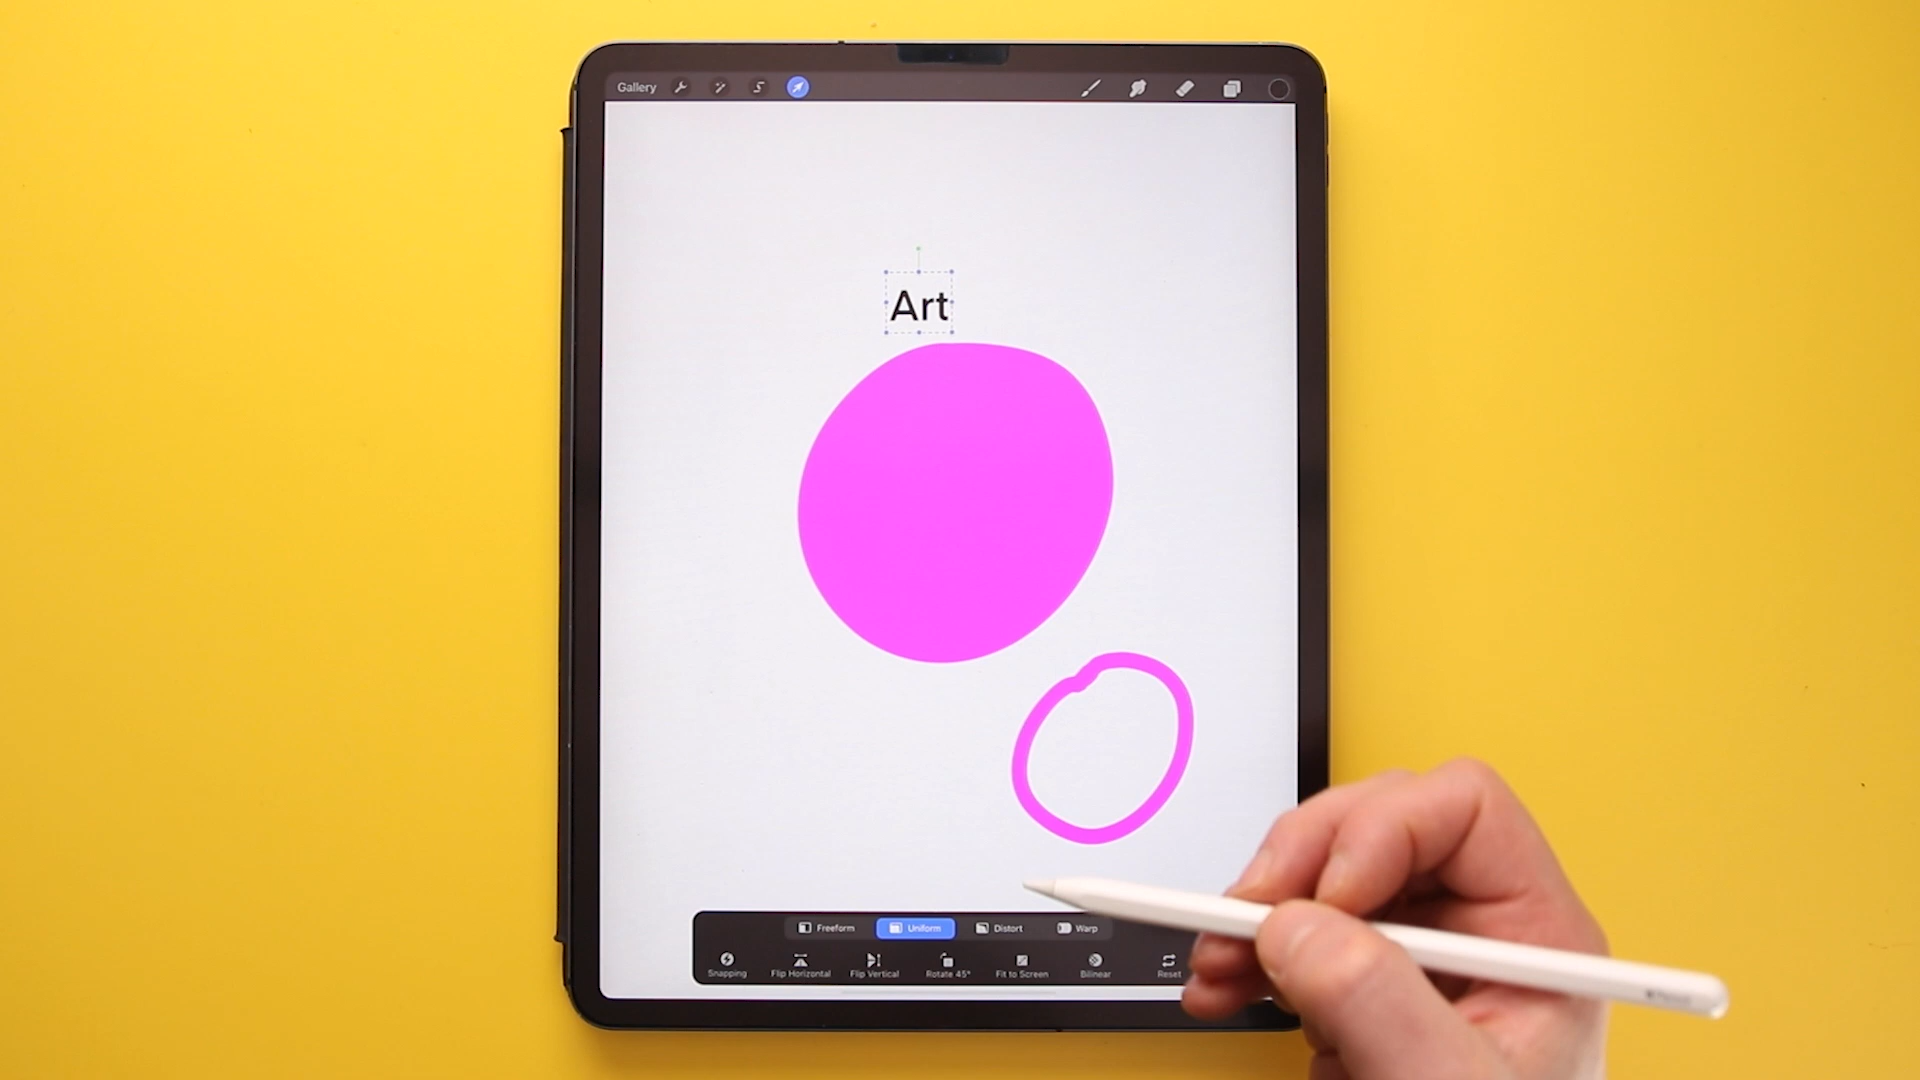 Gallery
Art
Freeform Uniform Distort Warp
Snapping Flip Horizontal Flip Vertical Rotate 45° Fit to Screen Bilinear Reset